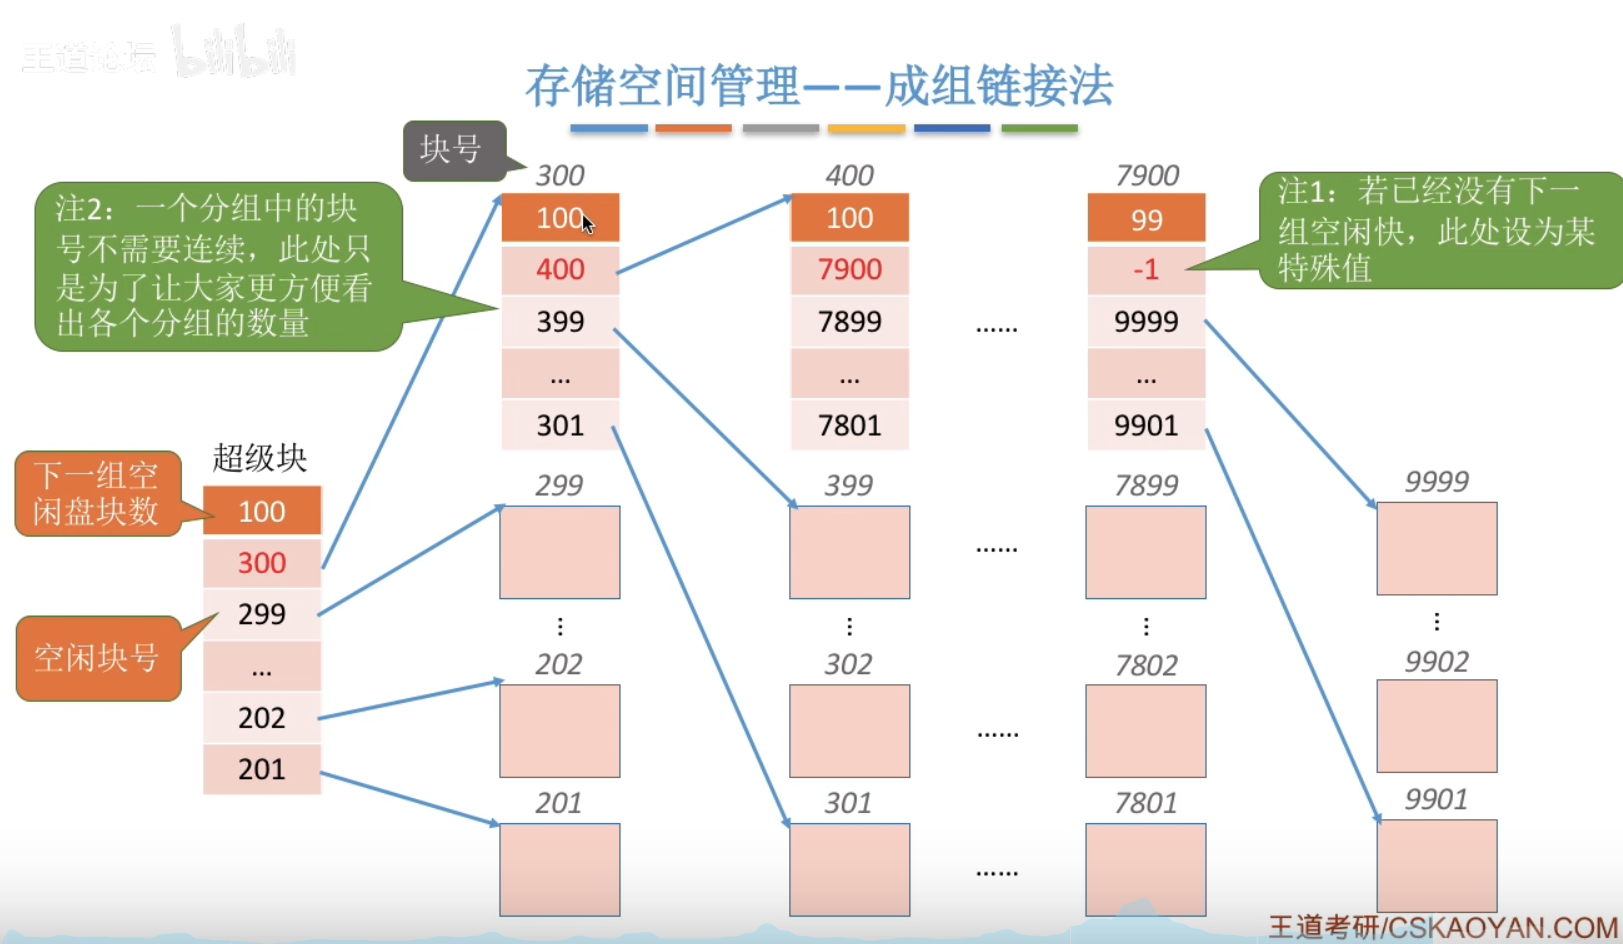 王道论坛 bilibili
存储空间管理——成组链接法
块号
300
400
7900
100
100
99
注1：若已经没有下一
组空闲快，此处设为某
特殊值
注2：一个分组中的块
号不需要连续，此处只
是为了让大家更方便看
出各个分组的数量
400
7900
-1
399
7899
……
9999
...
...
...
301
7801
9901
超级块
下一组空
闲盘块数
100
300
299
空闲块号
...
202
201
299
399
7899
9999
……
⋮
⋮
⋮
⋮
202
302
7802
9902
……
201
301
7801
9901
……
王道考研/CSKAOYAN.COM